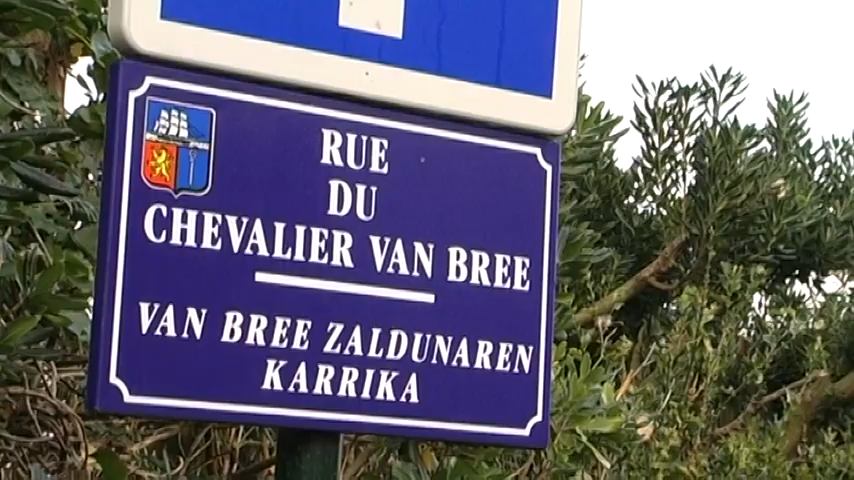 RUE
DU
CHEVALIER VAN BREE
VAN BREE ZALDUNAREN
KARRIKA